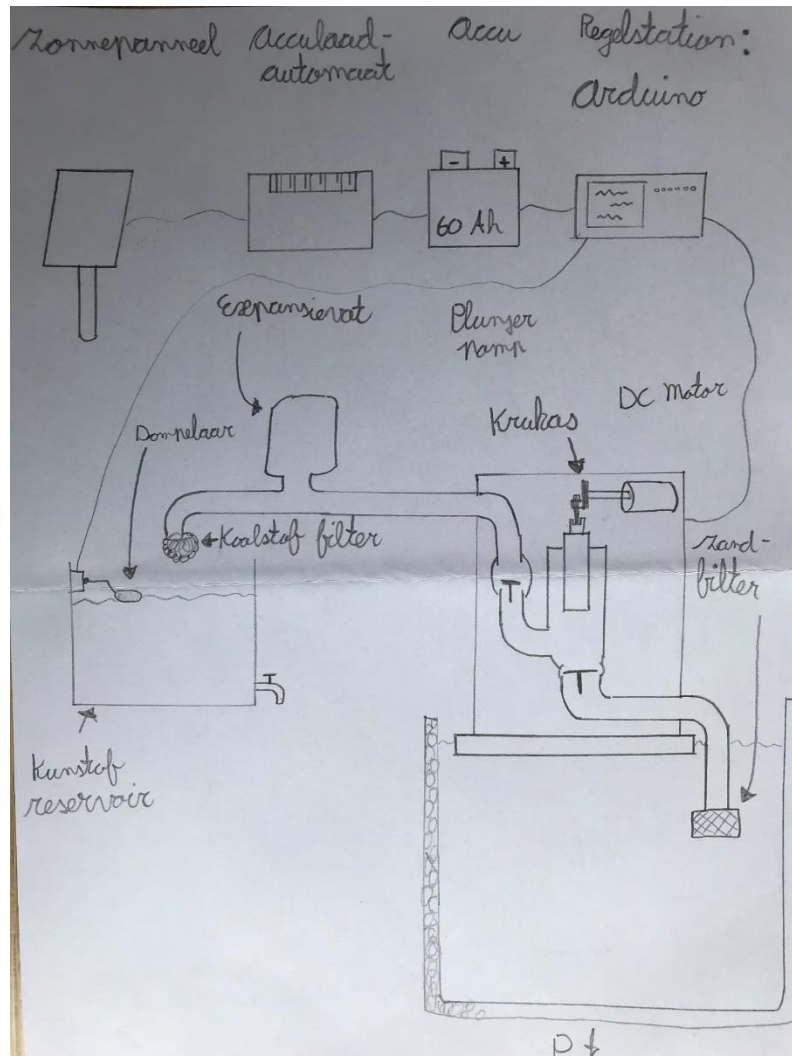 Zonnepanneel
Acculaad-
automaat
Accu
Regelstation:
Arduino
- +
60 Ah
Expansievat
Plunjer
pomp
DC Motor
Krukas
Dompelaar
Koolstof filter
Zand-
filter
Kunstof
reservoir